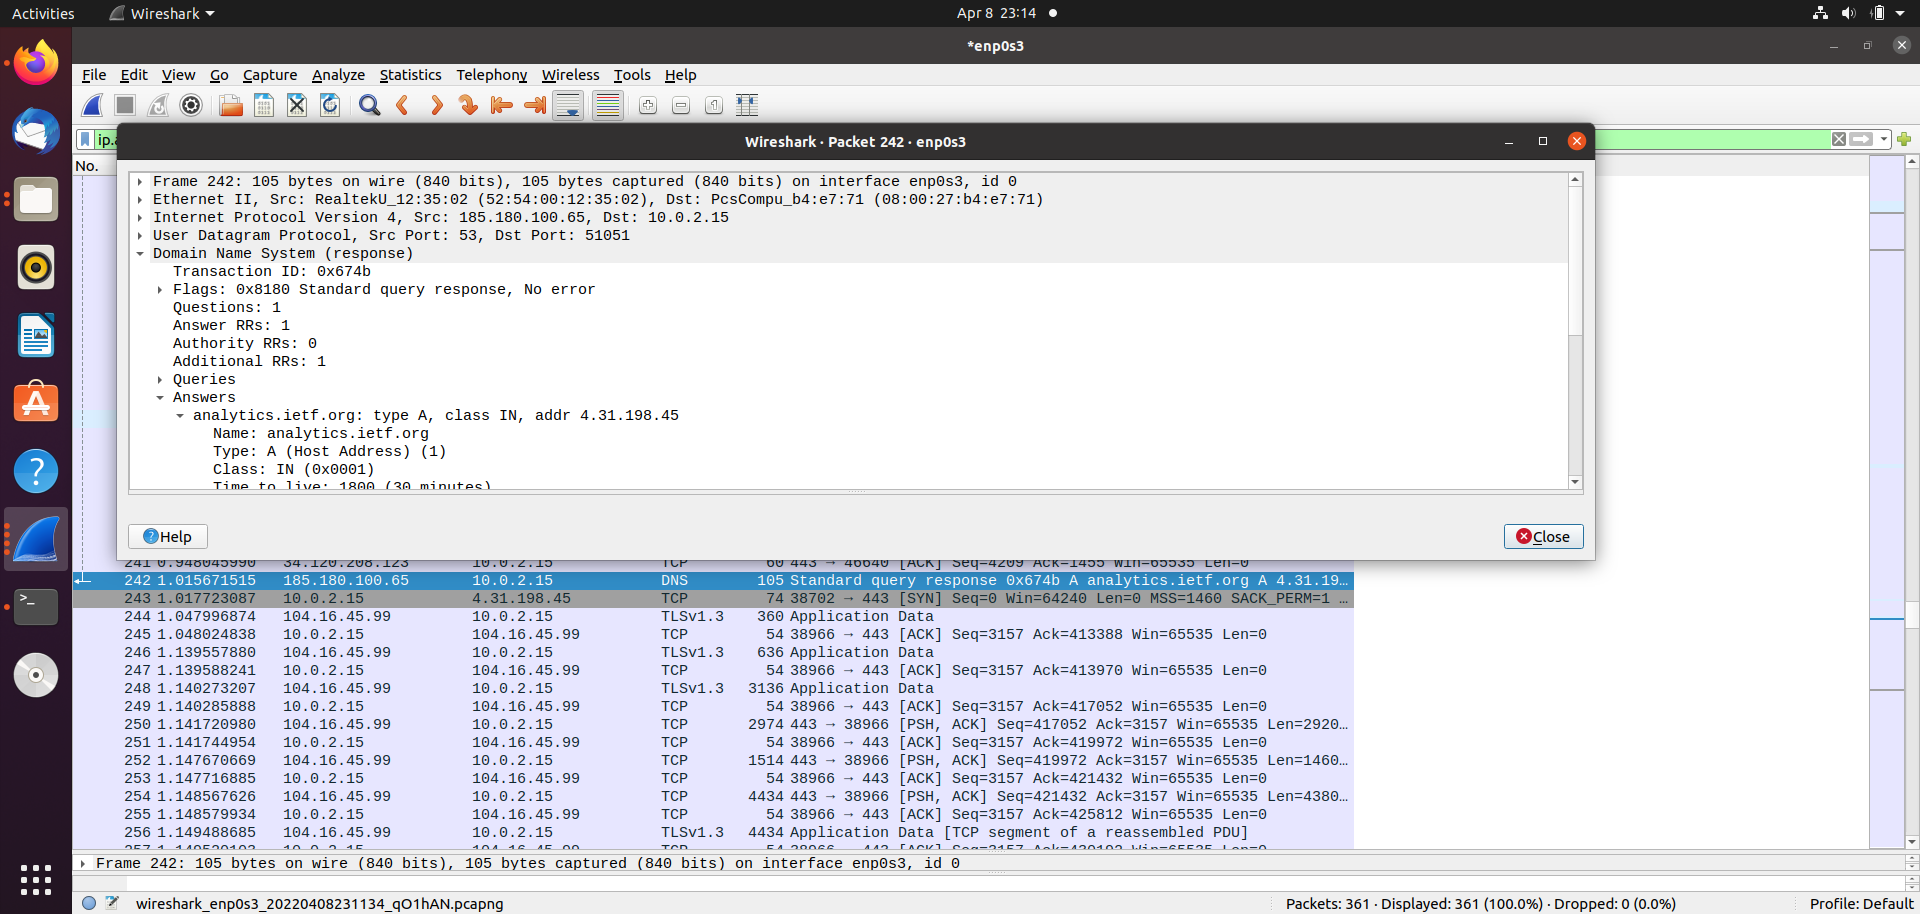 Activities Wireshark Apr 8 23:14
*enp0s3
File Edit View Go Capture Analyze Statistics Telephony Wireless Tools Help
ip.a
Wireshark · Packet 242 · enp0s3
No.
Frame 242: 105 bytes on wire (840 bits), 105 bytes captured (840 bits) on interface enp0s3, id 0
Ethernet II, Src: RealtekU_12:35:02 (52:54:00:12:35:02), Dst: PcsCompu_b4:e7:71 (08:00:27:b4:e7:71)
Internet Protocol Version 4, Src: 185.180.100.65, Dst: 10.0.2.15
User Datagram Protocol, Src Port: 53, Dst Port: 51051
Domain Name System (response)
Transaction ID: 0x674b
Flags: 0x8180 Standard query response, No error
Questions: 1
Answer RRs: 1
Authority RRs: 0
Additional RRs: 1
Queries
Answers
analytics.ietf.org: type A, class IN, addr 4.31.198.45
Name: analytics.ietf.org
Type: A (Host Address) (1)
Class: IN (0x0001)
Time to live: 1800 (30 minutes)
Help Close
241 0.948045990 34.120.208.123 10.0.2.15 TCP 60 443 → 46640 [ACK] Seq=4209 Ack=1455 Win=65535 Len=0
242 1.015671515 185.180.100.65 10.0.2.15 DNS 105 Standard query response 0x674b A analytics.ietf.org A 4.31.19…
243 1.017723087 10.0.2.15 4.31.198.45 TCP 74 38702 → 443 [SYN] Seq=0 Win=64240 Len=0 MSS=1460 SACK_PERM=1 …
244 1.047996874 104.16.45.99 10.0.2.15 TLSv1.3 360 Application Data
245 1.048024838 10.0.2.15 104.16.45.99 TCP 54 38966 → 443 [ACK] Seq=3157 Ack=413388 Win=65535 Len=0
246 1.139557880 104.16.45.99 10.0.2.15 TLSv1.3 636 Application Data
247 1.139588241 10.0.2.15 104.16.45.99 TCP 54 38966 → 443 [ACK] Seq=3157 Ack=413970 Win=65535 Len=0
248 1.140273207 104.16.45.99 10.0.2.15 TLSv1.3 3136 Application Data
249 1.140285888 10.0.2.15 104.16.45.99 TCP 54 38966 → 443 [ACK] Seq=3157 Ack=417052 Win=65535 Len=0
250 1.141720980 104.16.45.99 10.0.2.15 TCP 2974 443 → 38966 [PSH, ACK] Seq=417052 Ack=3157 Win=65535 Len=2920…
251 1.141744954 10.0.2.15 104.16.45.99 TCP 54 38966 → 443 [ACK] Seq=3157 Ack=419972 Win=65535 Len=0
252 1.147670669 104.16.45.99 10.0.2.15 TCP 1514 443 → 38966 [PSH, ACK] Seq=419972 Ack=3157 Win=65535 Len=1460…
253 1.147716885 10.0.2.15 104.16.45.99 TCP 54 38966 → 443 [ACK] Seq=3157 Ack=421432 Win=65535 Len=0
254 1.148567626 104.16.45.99 10.0.2.15 TCP 4434 443 → 38966 [PSH, ACK] Seq=421432 Ack=3157 Win=65535 Len=4380…
255 1.148579934 10.0.2.15 104.16.45.99 TCP 54 38966 → 443 [ACK] Seq=3157 Ack=425812 Win=65535 Len=0
256 1.149488685 104.16.45.99 10.0.2.15 TLSv1.3 4434 Application Data [TCP segment of a reassembled PDU]
Frame 242: 105 bytes on wire (840 bits), 105 bytes captured (840 bits) on interface enp0s3, id 0
wireshark_enp0s3_20220408231134_qO1hAN.pcapng Packets: 361 · Displayed: 361 (100.0%) · Dropped: 0 (0.0%) Profile: Default